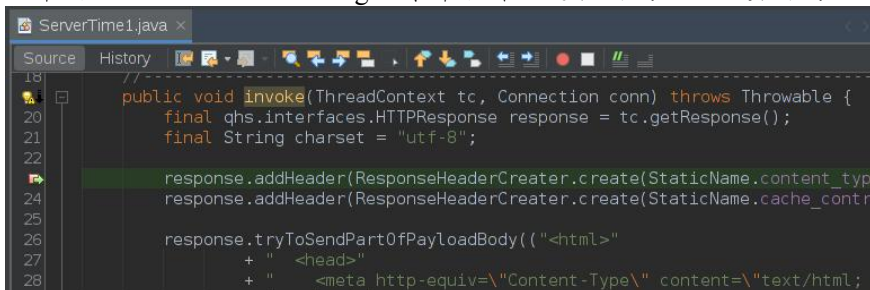 ServerTime1.java ×
Source History
18 //----------------------------------------------------------------------
public void invoke(ThreadContext tc, Connection conn) throws Throwable {
20 final qhs.interfaces.HTTPResponse response = tc.getResponse();
21 final String charset = "utf-8";
22
response.addHeader(ResponseHeaderCreater.create(StaticName.content_typ
24 response.addHeader(ResponseHeaderCreater.create(StaticName.cache_contr
25
26 response.tryToSendPartOfPayloadBody(("<html>"
27 + " <head>"
28 + " <meta http-equiv=\"Content-Type\" content=\"text/html;